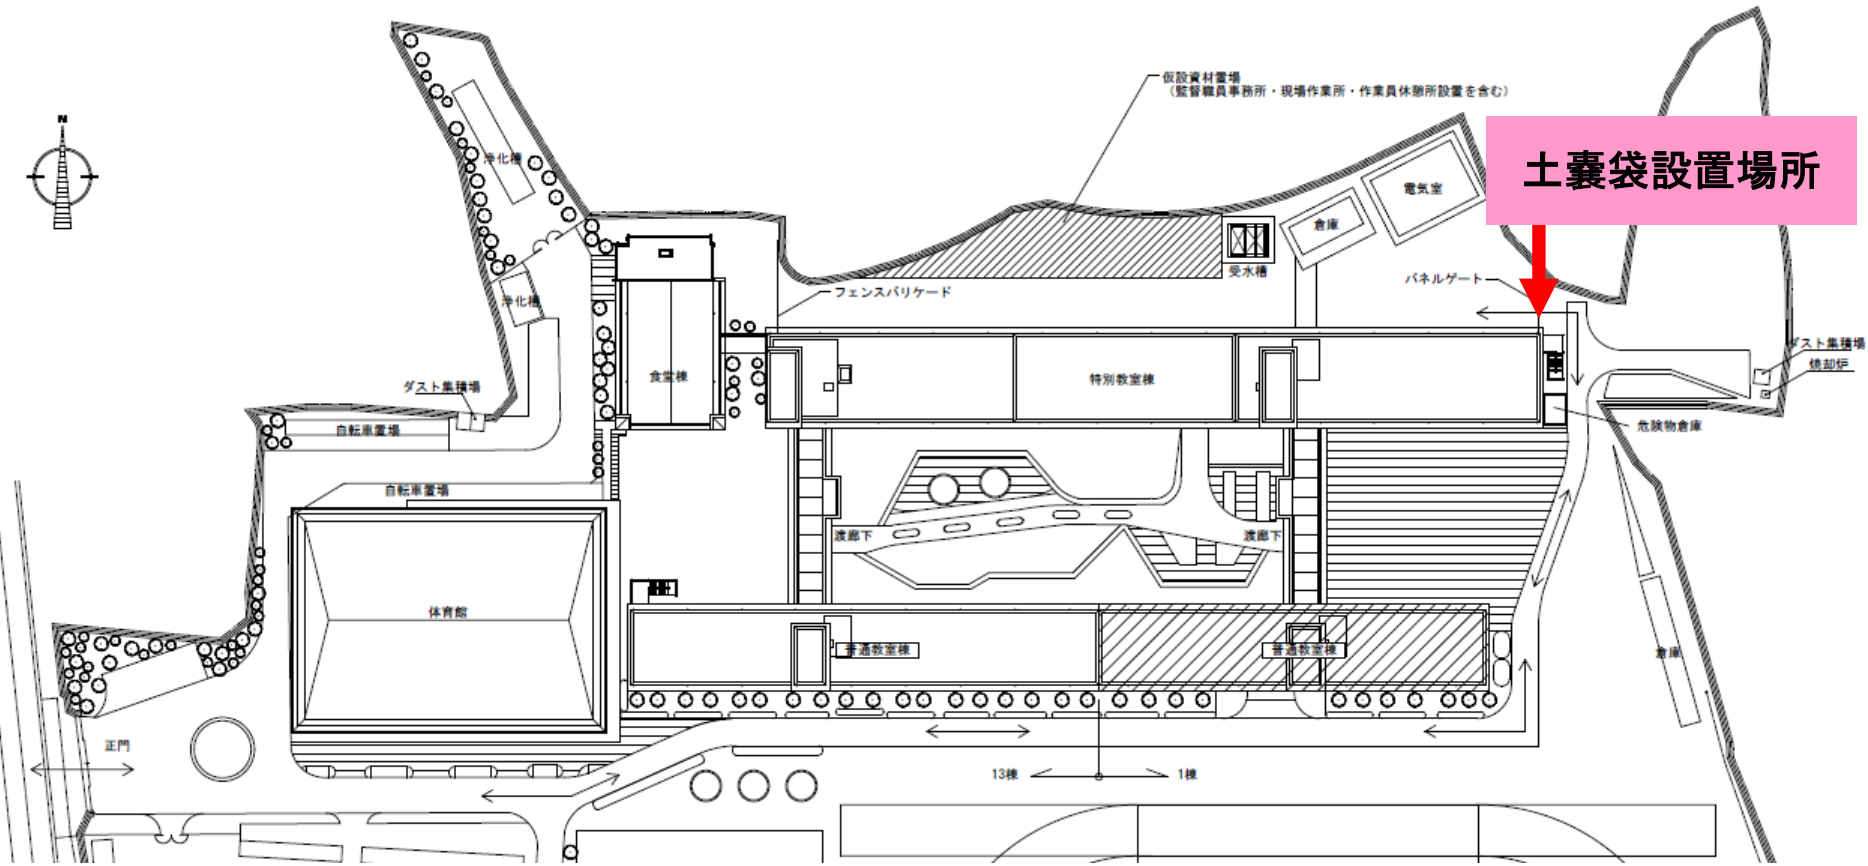 N
仮設資材置場
（監督職員事務所・現場作業所・作業員休憩所設置を含む）
土嚢袋設置場所
浄化槽
電気室
倉庫
受水槽
パネルゲート
フェンスバリケード
浄化槽
ダスト集積場
焼却炉
食堂棟
特別教室棟
ダスト集積場
自転車置場
危険物倉庫
自転車置場
渡廊下
渡廊下
体育館
普通教室棟
普通教室棟
倉庫
正門
13棟
1棟